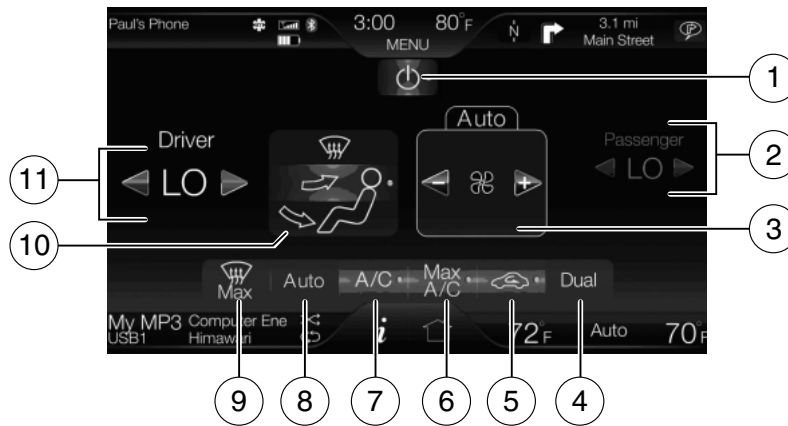 Paul's Phone 3:00 80°F N 3.1 mi
MENU Main Street P
1
Auto
Driver Passenger
2
LO LO
11
- +
3
10
Max Auto A/C Max A/C Dual
My MP3 Computer Ene
USB1 Himawari i 72°F Auto 70°F
9 8 7 6 5 4